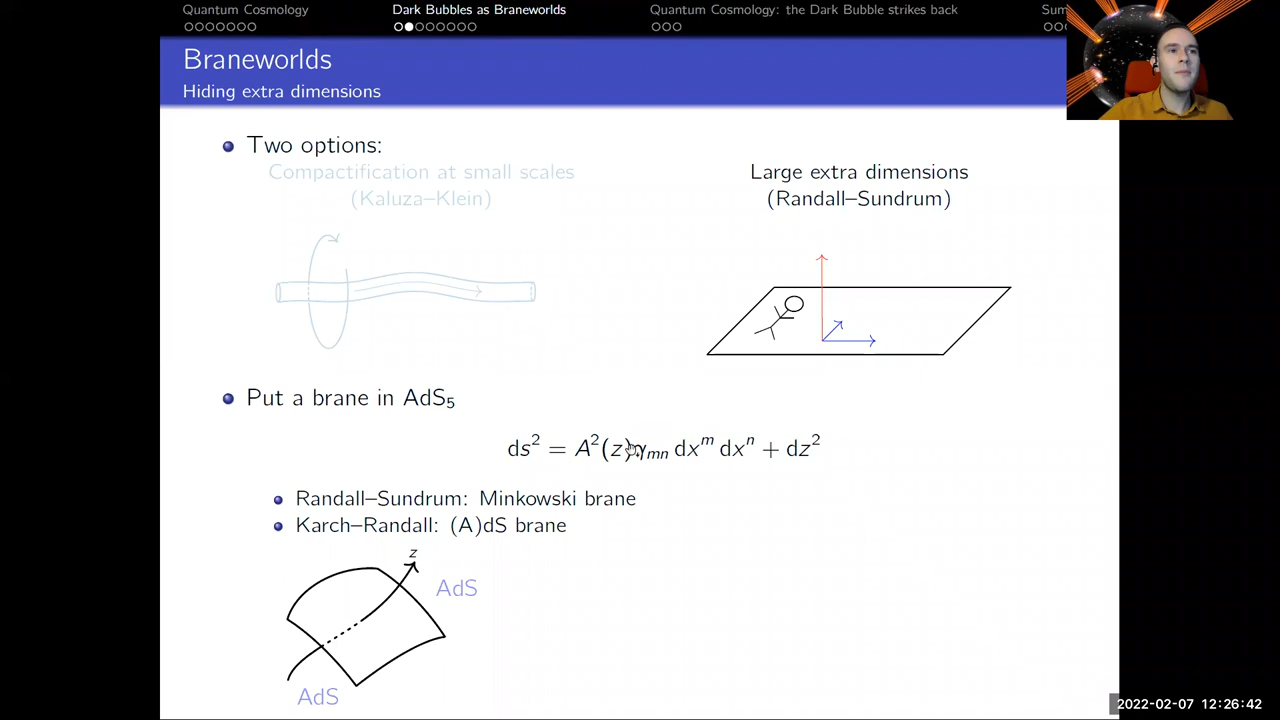 Quantum Cosmology
Dark Bubbles as Braneworlds
Quantum Cosmology: the Dark Bubble strikes back
Braneworlds
Hiding extra dimensions
Two options:
Compactification at small scales
(Kaluza–Klein)
Large extra dimensions
(Randall–Sundrum)
Put a brane in AdS₅
ds² = A²(z) γₘₙ dxᵐ dxⁿ + dz²
Randall–Sundrum: Minkowski brane
Karch–Randall: (A)dS brane
z
AdS
AdS
2022-02-07 12:26:42